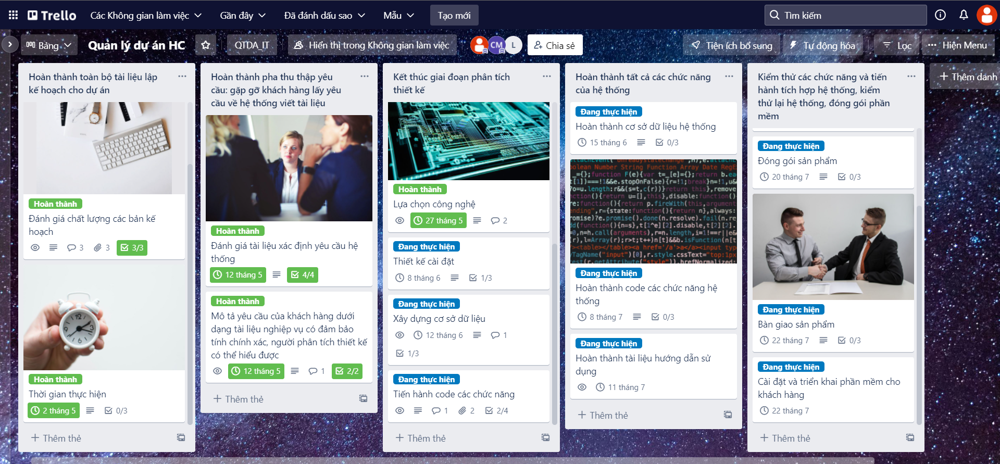 Trello
Các Không gian làm việc
Gần đây
Đã đánh dấu sao
Mẫu
Tạo mới
Tìm kiếm
Bảng
Quản lý dự án HC
QTDA_IT
Hiển thị trong Không gian làm việc
CM
L
Chia sẻ
Tiện ích bổ sung
Tự động hóa
Lọc
Hiện Menu
Hoàn thành toàn bộ tài liệu lập
kế hoạch cho dự án
Hoàn thành
Đánh giá chất lượng các bản kế
hoạch
3
3
3/3
Hoàn thành
Thời gian thực hiện
2 tháng 5
0/3
+ Thêm thẻ
Hoàn thành pha thu thập yêu
cầu: gặp gỡ khách hàng lấy yêu
cầu về hệ thống viết tài liệu
Hoàn thành
Đánh giá tài liệu xác định yêu cầu hệ
thống
12 tháng 5
4/4
Hoàn thành
Mô tả yêu cầu của khách hàng dưới
dạng tài liệu nghiệp vụ có đảm bảo
tính chính xác, người phân tích thiết kế
có thể hiểu được
12 tháng 5
1
2/2
+ Thêm thẻ
Kết thúc giai đoạn phân tích
thiết kế
Hoàn thành
Lựa chọn công nghệ
27 tháng 5
2
Đang thực hiện
Thiết kế cài đặt
8 tháng 6
1/3
Đang thực hiện
Xây dựng cơ sở dữ liệu
12 tháng 6
1
1/3
Đang thực hiện
Tiến hành code các chức năng
1
2
2/4
+ Thêm thẻ
Hoàn thành tất cả các chức năng
của hệ thống
Đang thực hiện
Hoàn thành cơ sở dữ liệu hệ thống
15 tháng 6
0/3
Đang thực hiện
Hoàn thành code các chức năng hệ
thống
8 tháng 7
0/3
Đang thực hiện
Hoàn thành tài liệu hướng dẫn sử
dụng
11 tháng 7
+ Thêm thẻ
Kiểm thử các chức năng và tiến
hành tích hợp hệ thống, kiểm
thử lại hệ thống, đóng gói phần
mềm
Đang thực hiện
Đóng gói sản phẩm
20 tháng 7
0/3
Đang thực hiện
Bàn giao sản phẩm
22 tháng 7
0/3
Đang thực hiện
Cài đặt và triển khai phần mềm cho
khách hàng
22 tháng 7
+ Thêm thẻ
+ Thêm danh